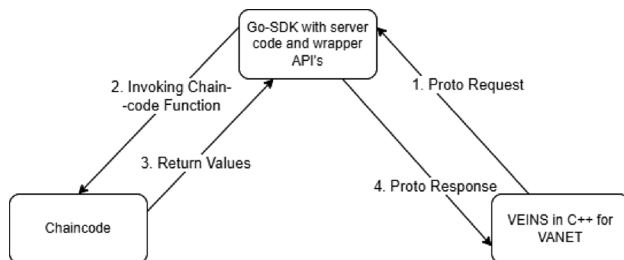 Go-SDK with server
code and wrapper
API's
2. Invoking Chain-
-code Function
1. Proto Request
3. Return Values
4. Proto Response
Chaincode
VEINS in C++ for
VANET